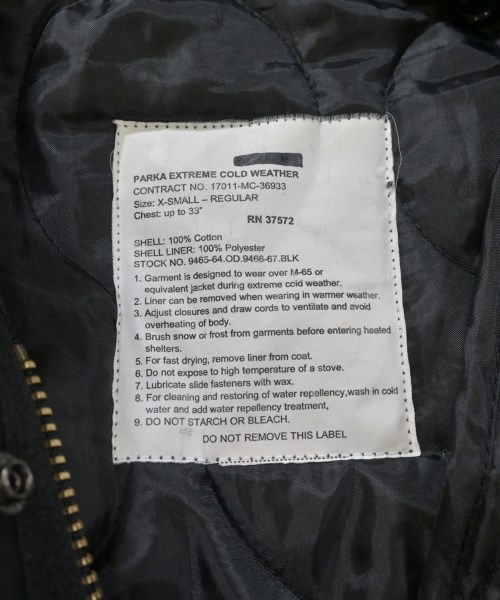 PARKA EXTREME COLD WEATHER
CONTRACT NO. 17011-MC-36933
Size: X-SMALL – REGULAR
Chest: up to 33"
RN 37572
SHELL: 100% Cotton
SHELL LINER: 100% Polyester
STOCK NO. 9465-64.OD.9466-67.BLK
1. Garment is designed to wear over M-65 or
equivalent jacket during extreme cold weather.
2. Liner can be removed when wearing in warmer weather.
3. Adjust closures and draw cords to ventilate and avoid
overheating of body.
4. Brush snow or frost from garments before entering heated
shelters.
5. For fast drying, remove liner from coat.
6. Do not expose to high temperature of a stove.
7. Lubricate slide fasteners with wax.
8. For cleaning and restoring of water repellency,wash in cold
water and add water repellency treatment,
9. DO NOT STARCH OR BLEACH.
DO NOT REMOVE THIS LABEL